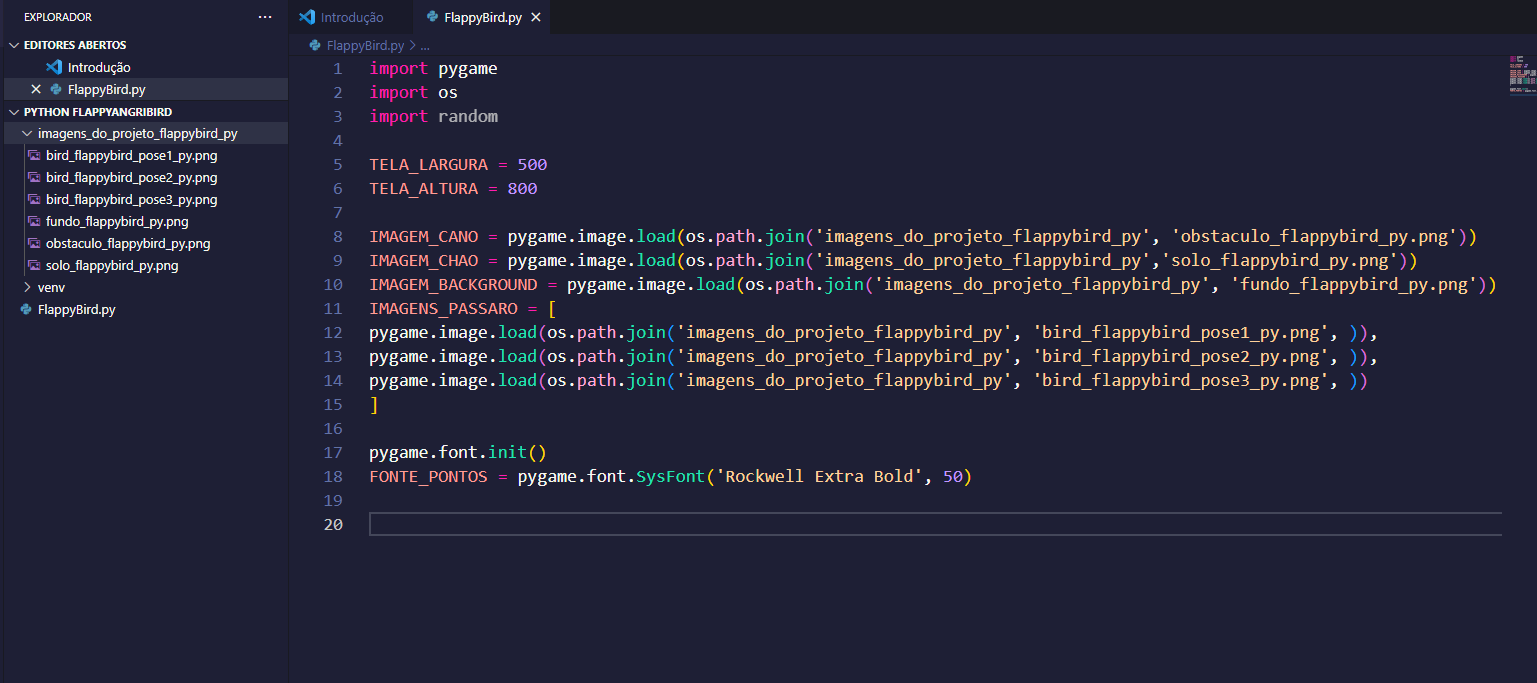 EXPLORADOR
EDITORES ABERTOS
Introdução
FlappyBird.py
PYTHON FLAPPYANGRIBIRD
imagens_do_projeto_flappybird_py
bird_flappybird_pose1_py.png
bird_flappybird_pose2_py.png
bird_flappybird_pose3_py.png
fundo_flappybird_py.png
obstaculo_flappybird_py.png
solo_flappybird_py.png
venv
FlappyBird.py
Introdução
FlappyBird.py
FlappyBird.py > ...
1 import pygame
2 import os
3 import random
4
5 TELA_LARGURA = 500
6 TELA_ALTURA = 800
7
8 IMAGEM_CANO = pygame.image.load(os.path.join('imagens_do_projeto_flappybird_py', 'obstaculo_flappybird_py.png'))
9 IMAGEM_CHAO = pygame.image.load(os.path.join('imagens_do_projeto_flappybird_py','solo_flappybird_py.png'))
10 IMAGEM_BACKGROUND = pygame.image.load(os.path.join('imagens_do_projeto_flappybird_py', 'fundo_flappybird_py.png'))
11 IMAGENS_PASSARO = [
12 pygame.image.load(os.path.join('imagens_do_projeto_flappybird_py', 'bird_flappybird_pose1_py.png', )),
13 pygame.image.load(os.path.join('imagens_do_projeto_flappybird_py', 'bird_flappybird_pose2_py.png', )),
14 pygame.image.load(os.path.join('imagens_do_projeto_flappybird_py', 'bird_flappybird_pose3_py.png', ))
15 ]
16
17 pygame.font.init()
18 FONTE_PONTOS = pygame.font.SysFont('Rockwell Extra Bold', 50)
19
20